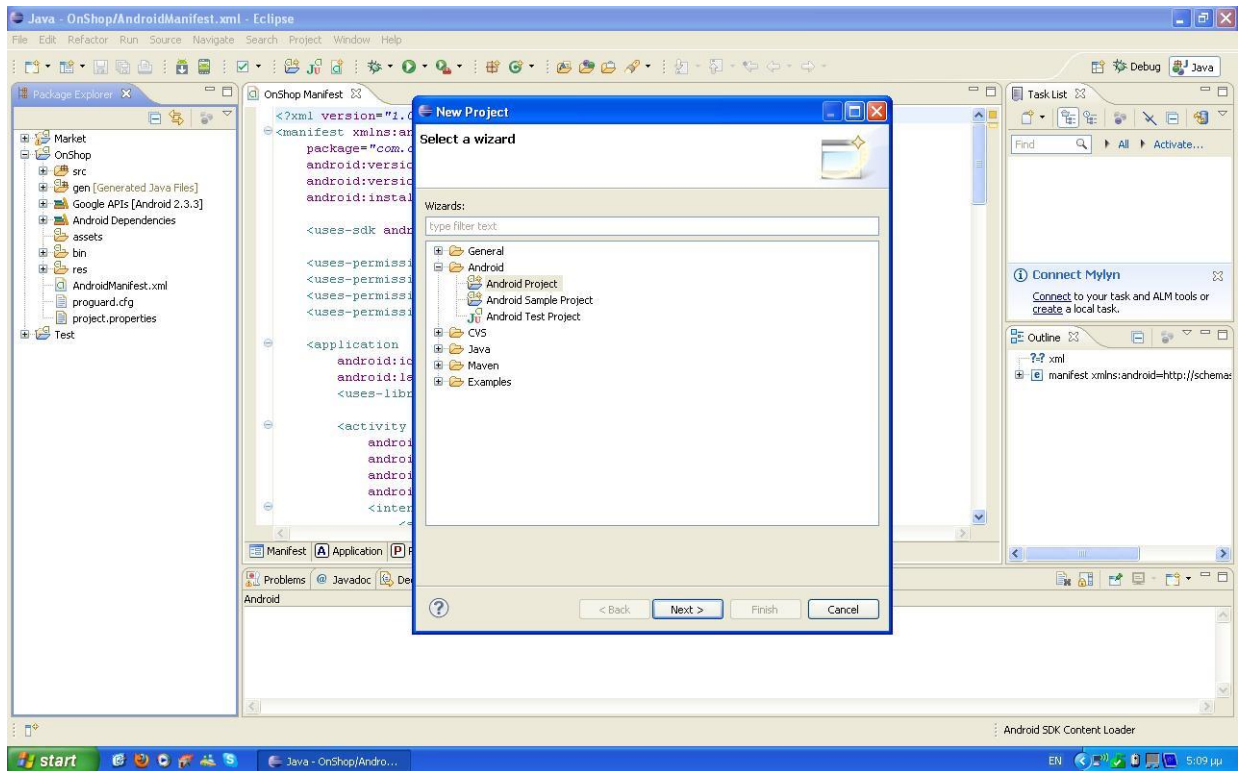 Java - OnShop/AndroidManifest.xml - Eclipse
File Edit Refactor Run Source Navigate Search Project Window Help
Debug Java
Package Explorer
Market
OnShop
src
gen [Generated Java Files]
Google APIs [Android 2.3.3]
Android Dependencies
assets
bin
res
AndroidManifest.xml
proguard.cfg
project.properties
Test
OnShop Manifest
<?xml version="1.
<manifest xmlns:an
package="com.
android:versio
android:versio
android:instal
<uses-sdk andr
<uses-permissi
<uses-permissi
<uses-permissi
<uses-permissi
<application
android:ic
android:la
<uses-libr
<activity
androi
androi
androi
androi
<inten
Manifest A Application P
New Project
Select a wizard
Wizards:
type filter text
General
Android
Android Project
Android Sample Project
Android Test Project
CVS
Java
Maven
Examples
< Back Next > Finish Cancel
Task List
Find All Activate...
Connect Mylyn
Connect to your task and ALM tools or
create a local task.
Outline
?=? xml
e manifest xmlns:android=http://schemas
Problems @ Javadoc Dec
Android
Android SDK Content Loader
start Java - OnShop/Andro... EN 5:09 μμ